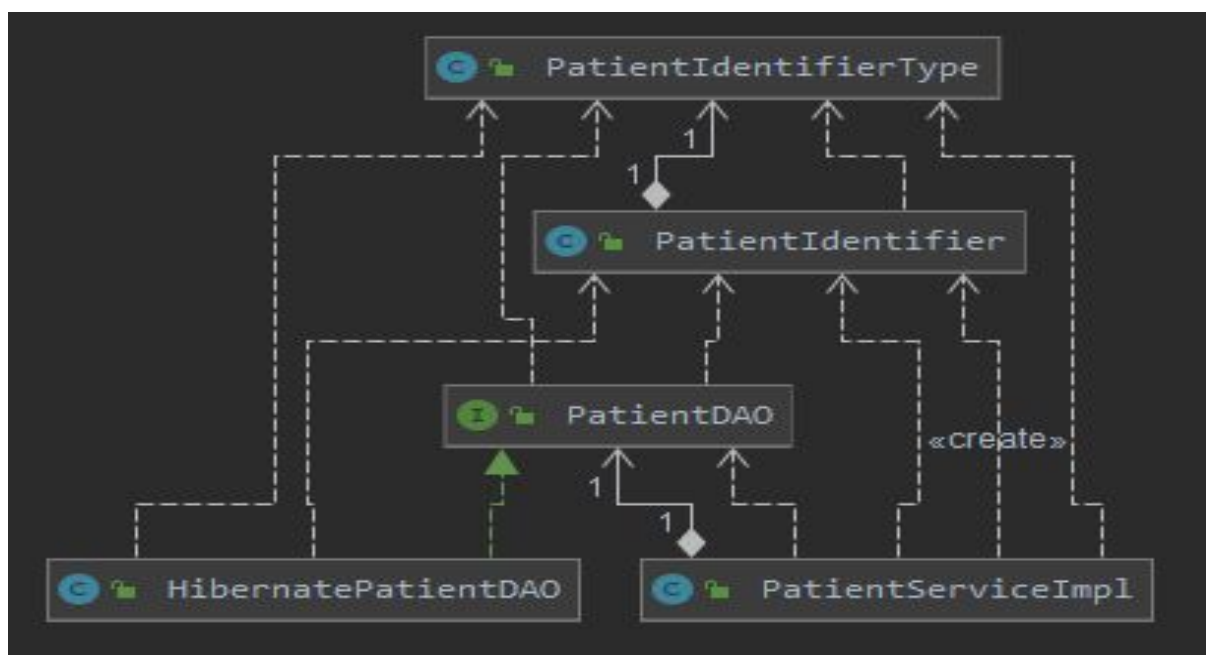 C PatientIdentifierType
1
1
C PatientIdentifier
I PatientDAO
«create»
1
1
C HibernatePatientDAO
C PatientServiceImpl